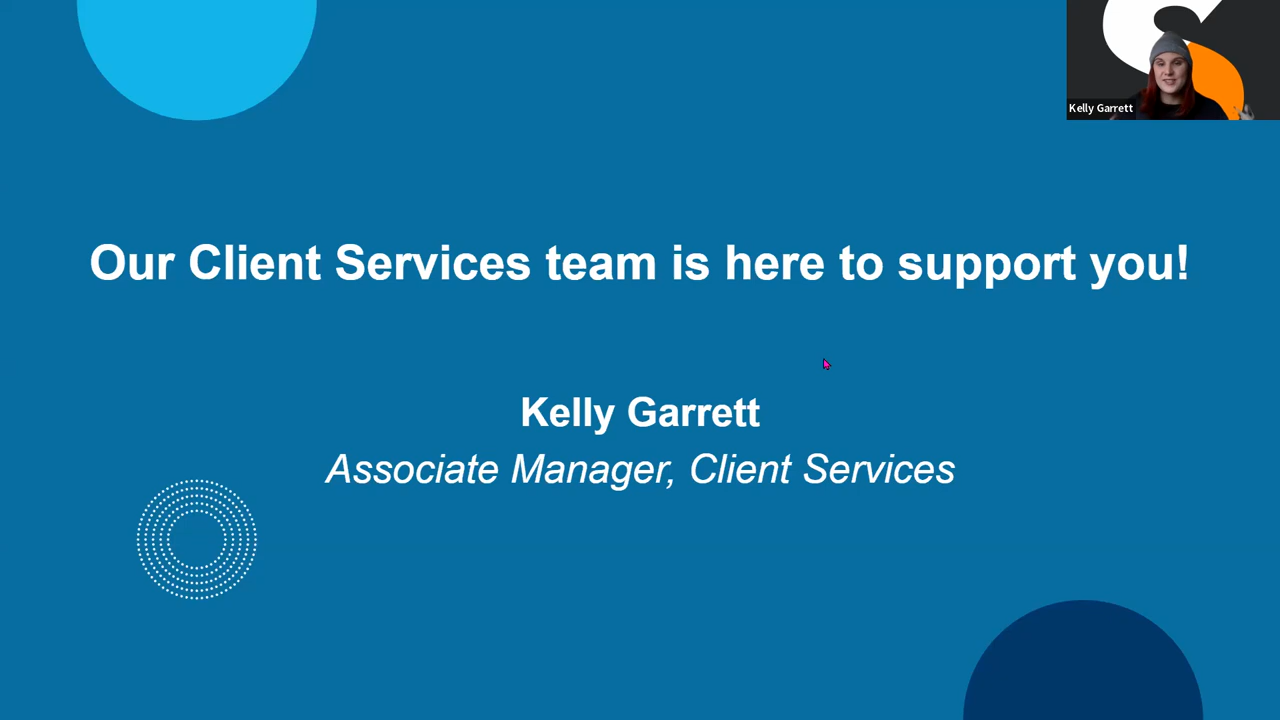 Kelly Garrett
Our Client Services team is here to support you!
Kelly Garrett
Associate Manager, Client Services